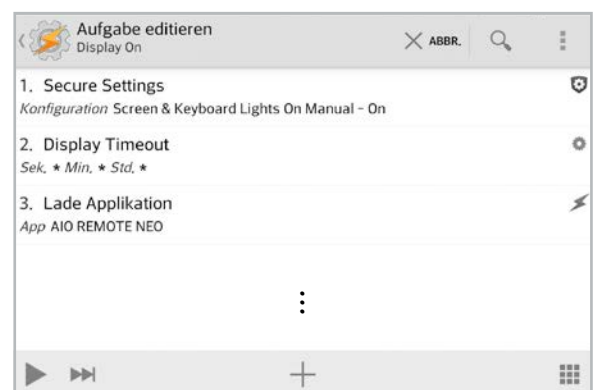 Aufgabe editieren
Display On
ABBR.
1. Secure Settings
Konfiguration Screen & Keyboard Lights On Manual - On
2. Display Timeout
Sek. * Min. * Std. *
3. Lade Applikation
App AIO REMOTE NEO